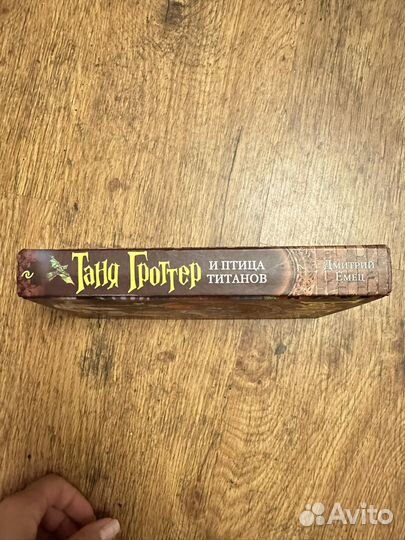 Таня Гроттер
И ПТИЦА
ТИТАНОВ
Дмитрий
Емец
Avito